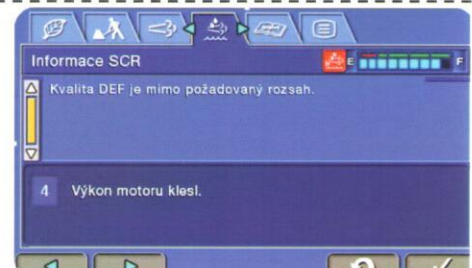 Informace SCR
E F
Kvalita DEF je mimo požadovaný rozsah.
4 Výkon motoru klesl.